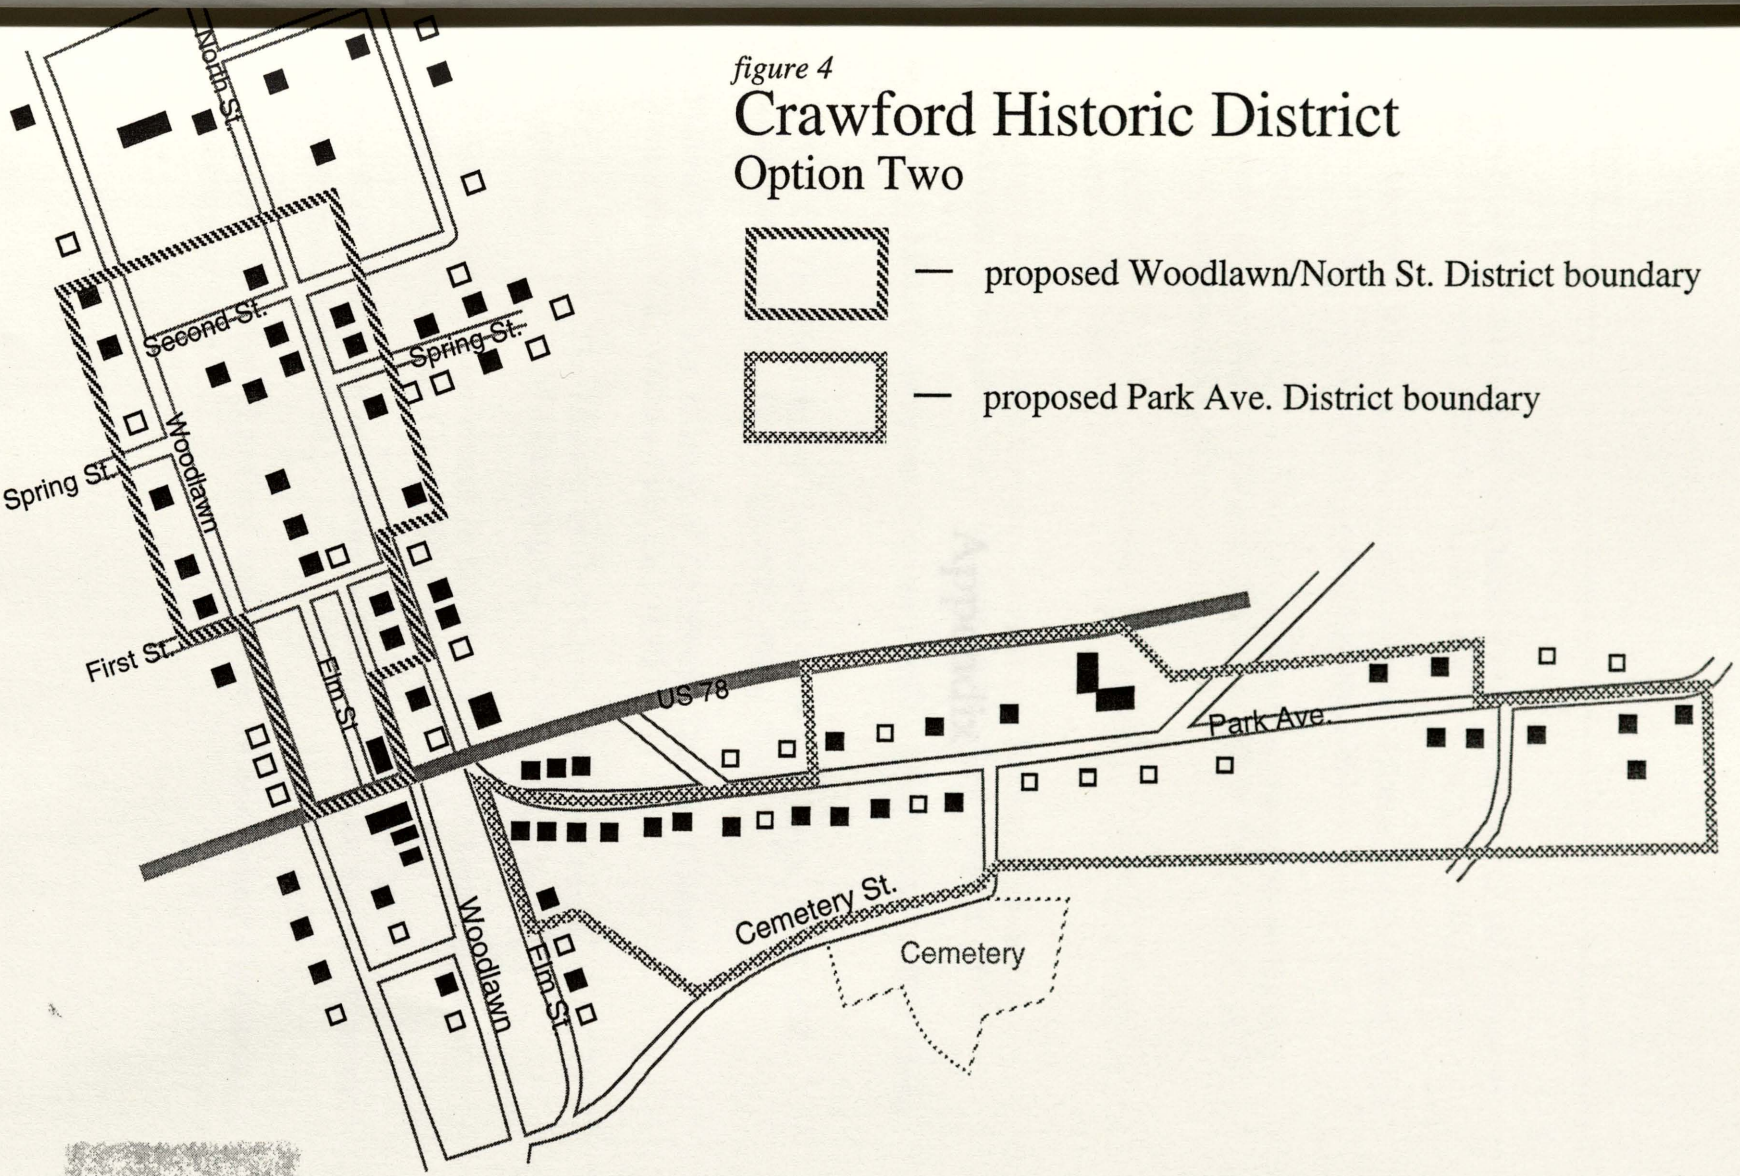 figure 4
Crawford Historic District
Option Two
— proposed Woodlawn/North St. District boundary
— proposed Park Ave. District boundary
North St.
Second St.
Spring St.
Woodlawn
Spring St.
First St.
Elm St
US 78
Park Ave.
Cemetery St.
Cemetery
Woodlawn
Elm St.
Appendix